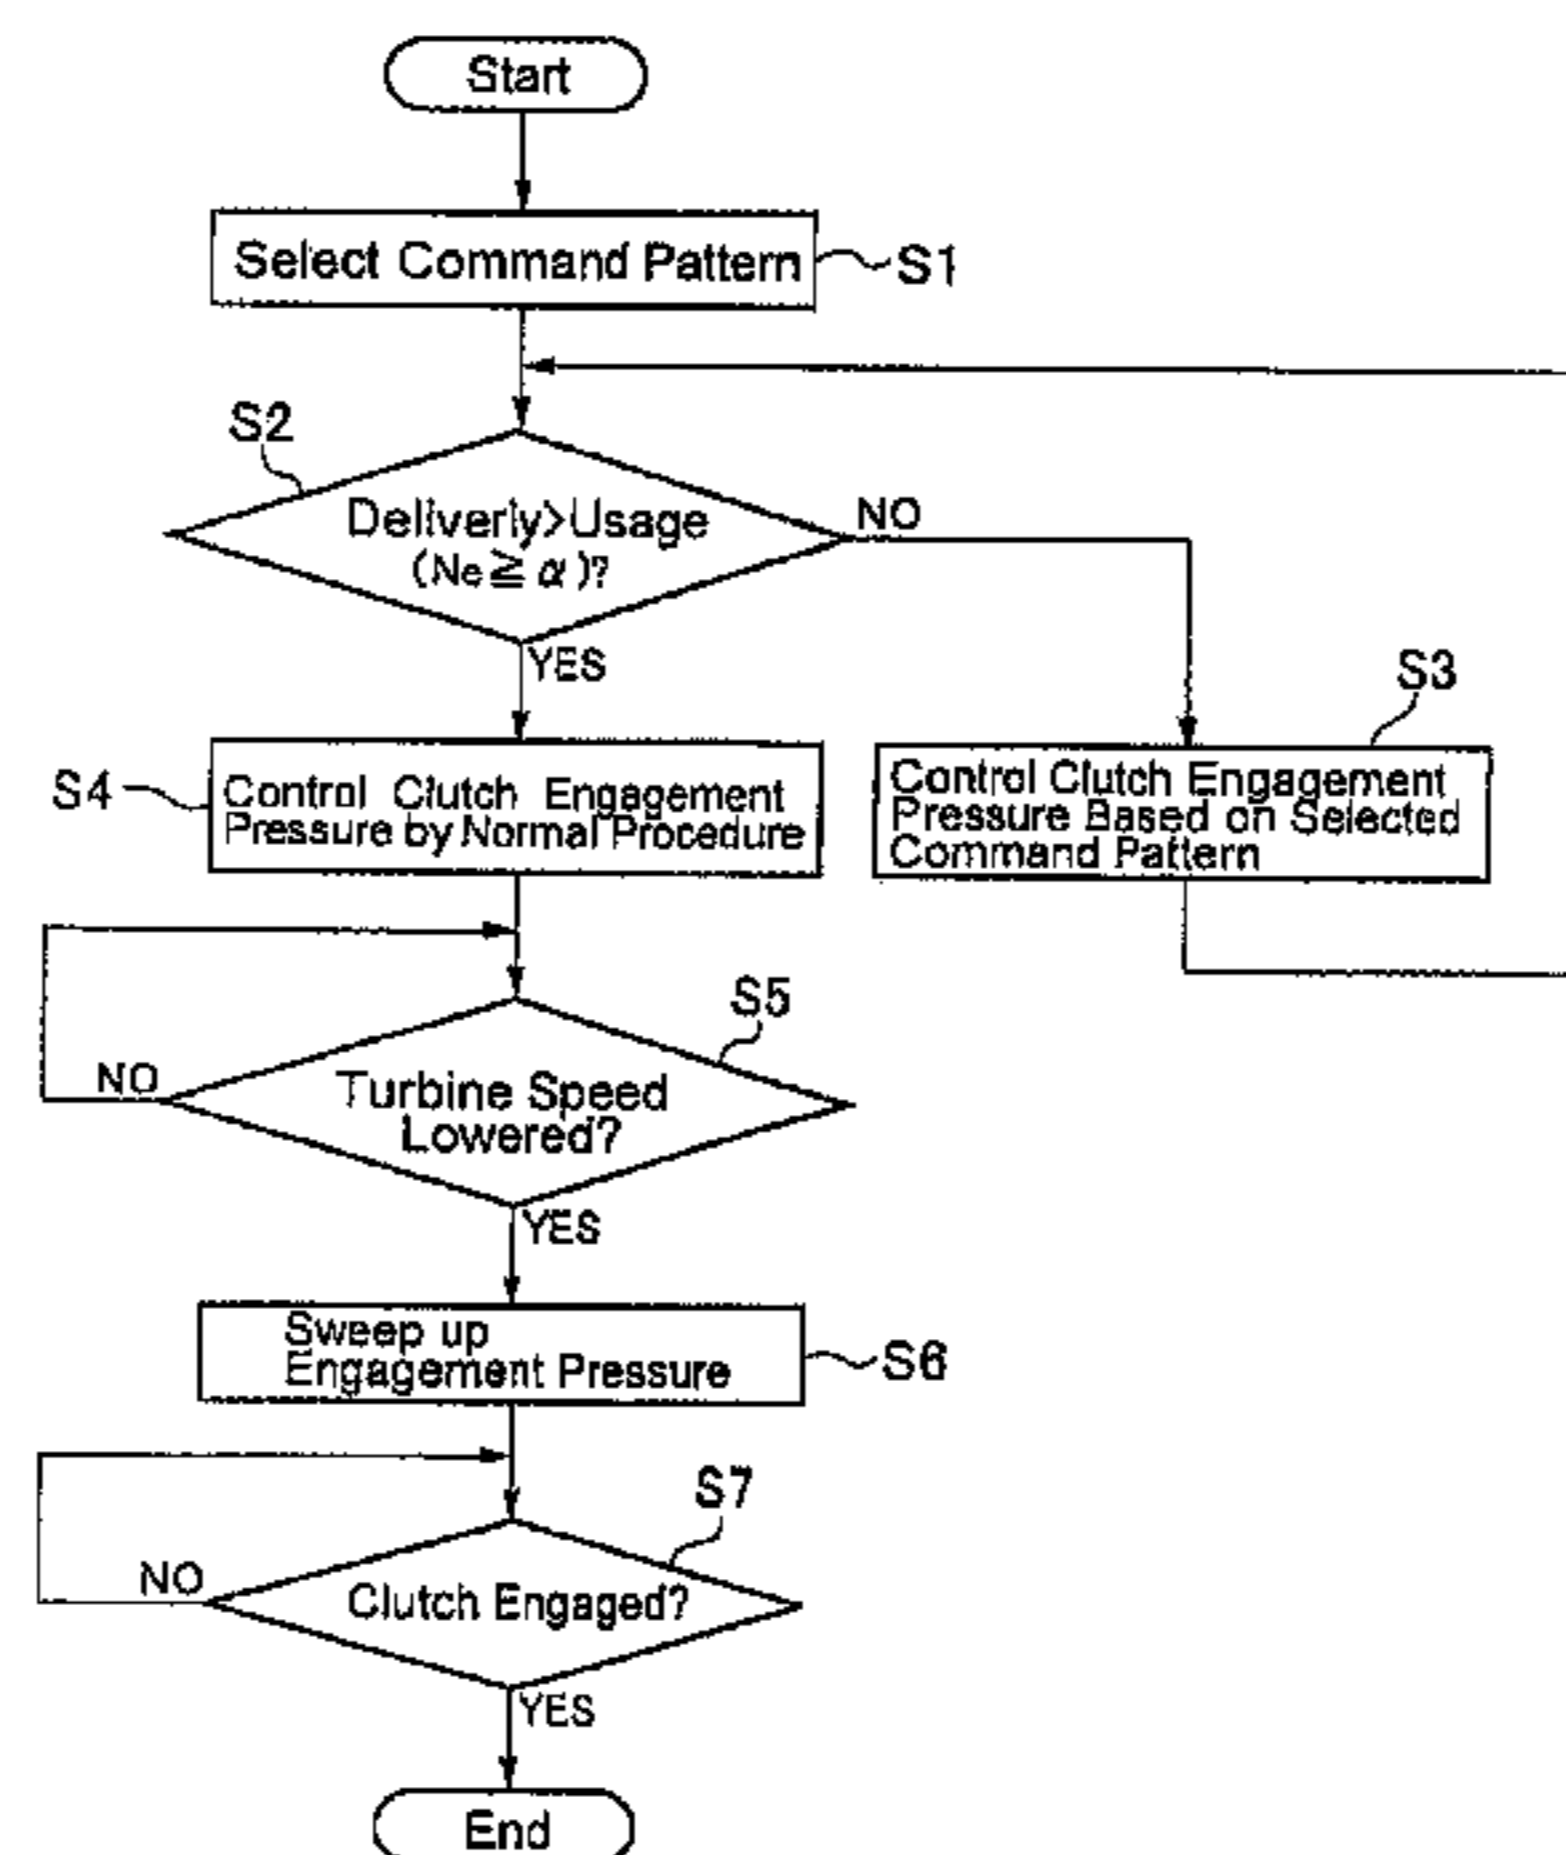 Start
Select Command Pattern
S1
S2
Deliverly>Usage
(Ne≧α)?
NO
YES
S3
Control Clutch Engagement
Pressure Based on Selected
Command Pattern
S4
Control Clutch Engagement
Pressure by Normal Procedure
S5
NO
Turbine Speed
Lowered?
YES
Sweep up
Engagement Pressure
S6
S7
NO
Clutch Engaged?
YES
End